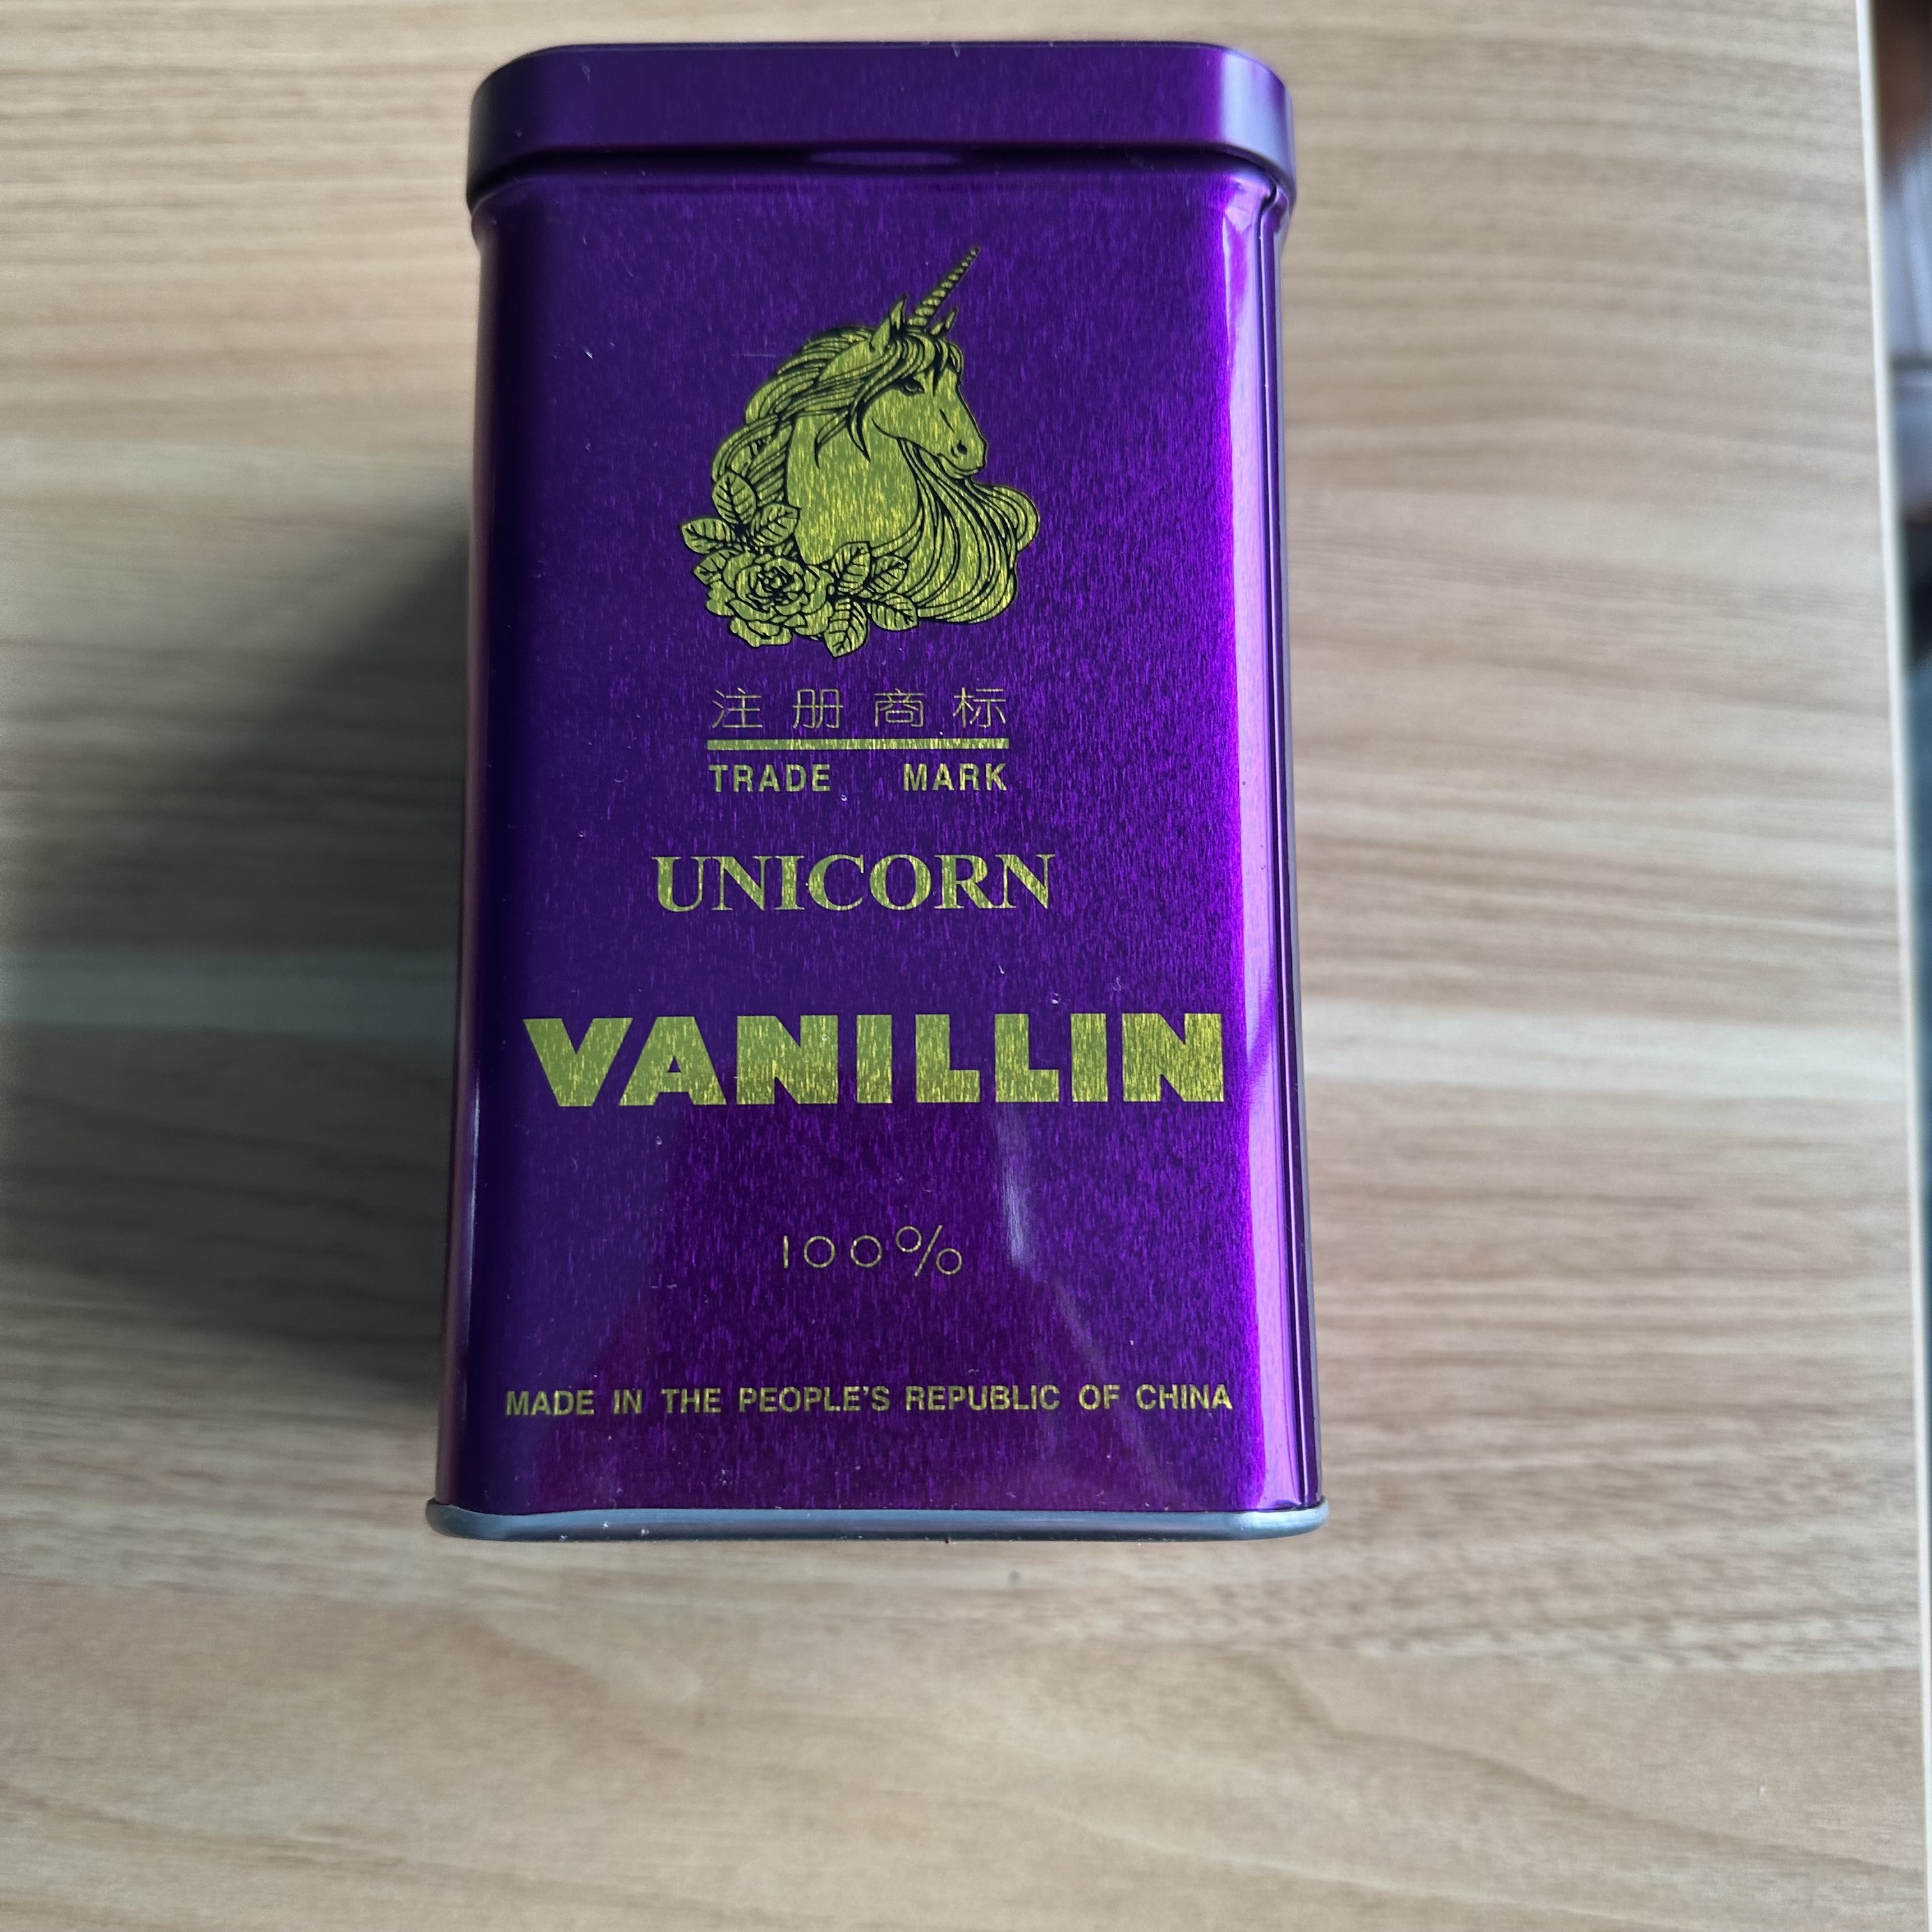 注册商标
TRADE MARK
UNICORN
VANILLIN
100%
MADE IN THE PEOPLE'S REPUBLIC OF CHINA